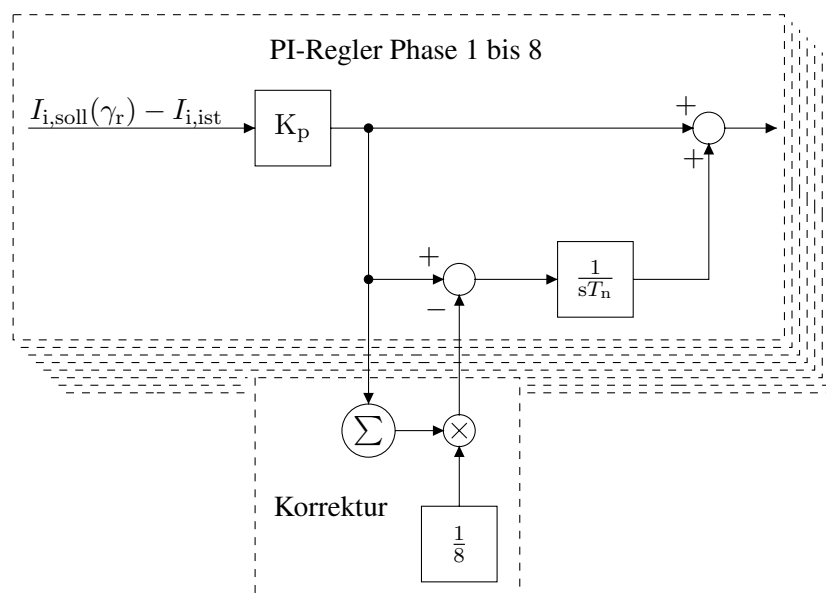 PI-Regler Phase 1 bis 8
I_{i,soll}(γ_r) − I_{i,ist}
K_p
+
+
+
−
1/(sT_n)
∑
×
Korrektur
1/8